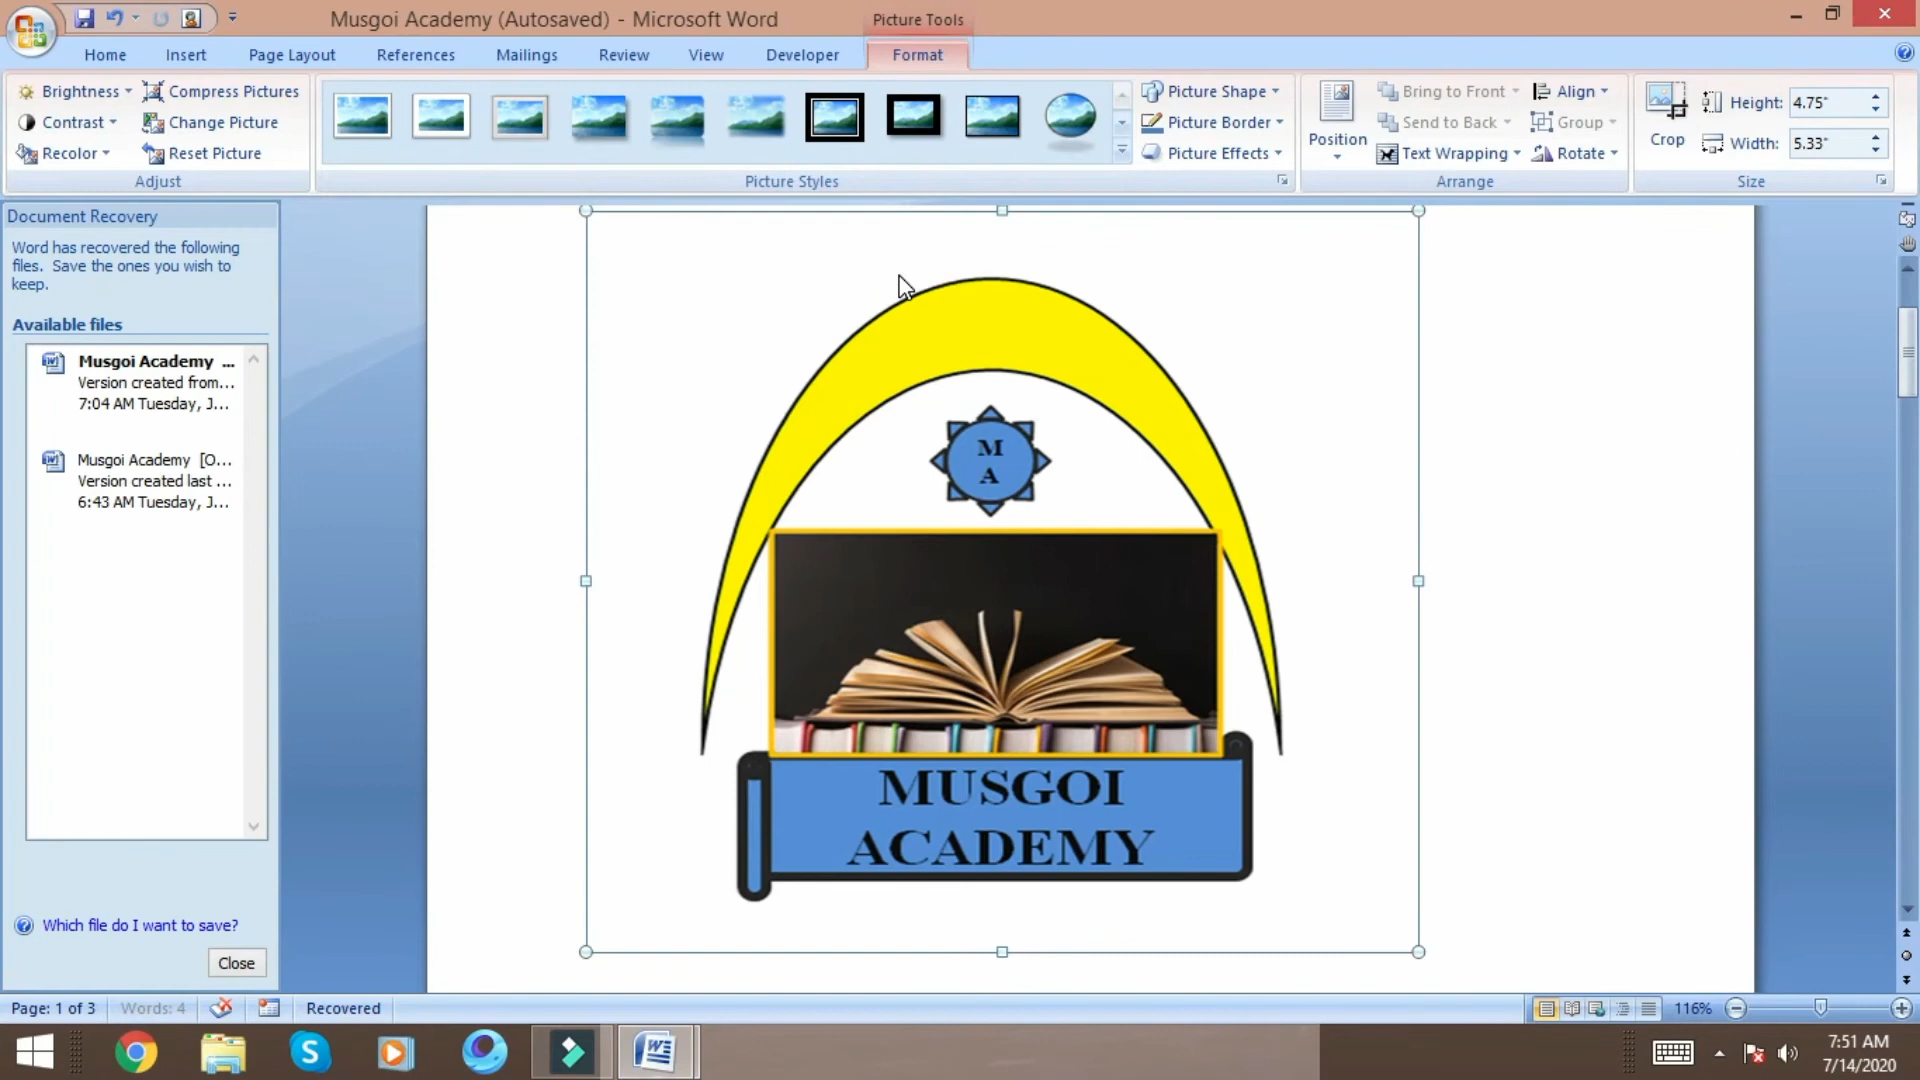 Musgoi Academy (Autosaved) - Microsoft Word
Picture Tools
Home Insert Page Layout References Mailings Review View Developer Format
Brightness
Contrast
Recolor
Compress Pictures
Change Picture
Reset Picture
Adjust
Picture Styles
Picture Shape
Picture Border
Picture Effects
Position
Bring to Front
Send to Back
Text Wrapping
Align
Group
Rotate
Arrange
Crop
Height: 4.75"
Width: 5.33"
Size
Document Recovery
Word has recovered the following
files. Save the ones you wish to
keep.
Available files
Musgoi Academy ...
Version created from...
7:04 AM Tuesday, J...
Musgoi Academy [O...
Version created last ...
6:43 AM Tuesday, J...
Which file do I want to save?
Close
M
A
MUSGOI
ACADEMY
Page: 1 of 3 Words: 4 Recovered
116%
7:51 AM
7/14/2020